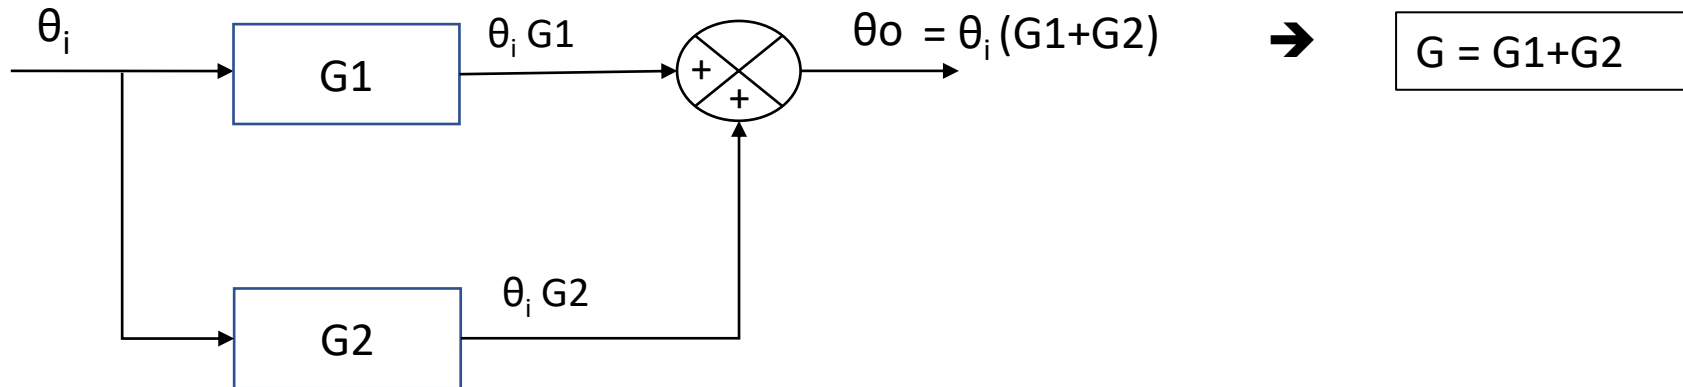 θi
G1
θi G1
+
+
θo = θi (G1+G2)
➔
G = G1+G2
θi G2
G2